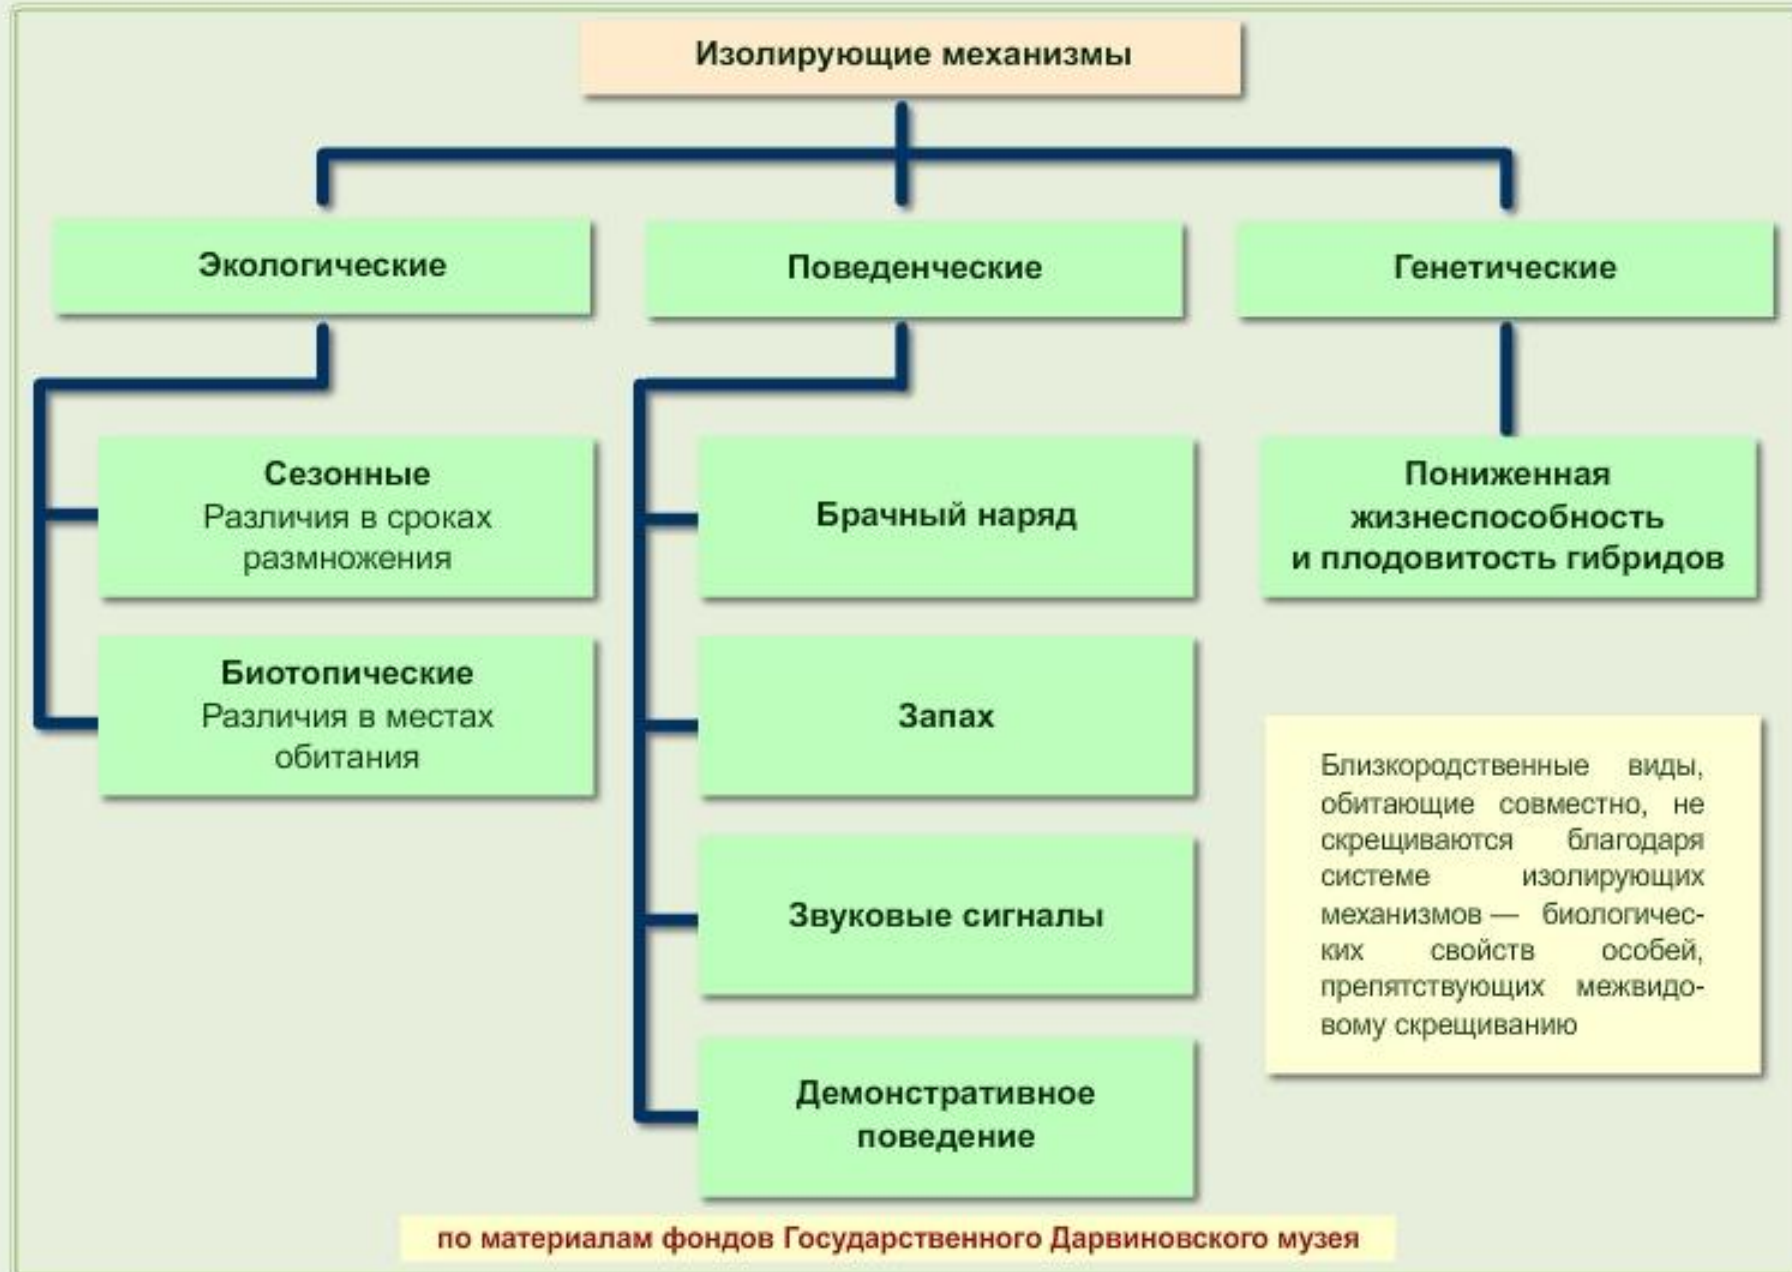 Изолирующие механизмы
Экологические
Поведенческие
Генетические
Сезонные
Различия в сроках
размножения
Биотопические
Различия в местах
обитания
Брачный наряд
Запах
Звуковые сигналы
Демонстративное
поведение
Пониженная
жизнеспособность
и плодовитость гибридов
Близкородственные виды,
обитающие совместно, не
скрещиваются благодаря
системе изолирующих
механизмов — биологичес-
ких свойств особей,
препятствующих межвидо-
вому скрещиванию
по материалам фондов Государственного Дарвиновского музея